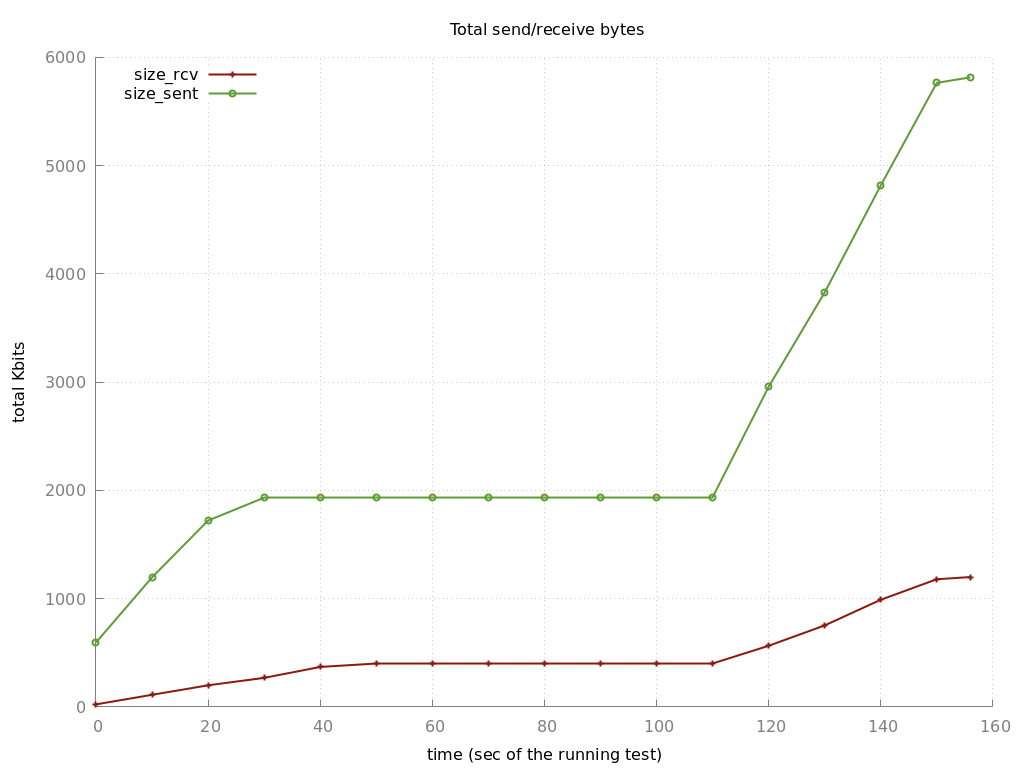 Total send/receive bytes
6000
5000
4000
3000
2000
1000
0
total Kbits
size_rcv
size_sent
0 20 40 60 80 100 120 140 160
time (sec of the running test)